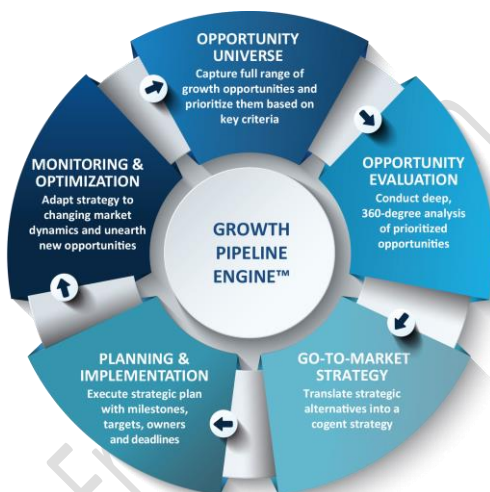 OPPORTUNITY
UNIVERSE
Capture full range of
growth opportunities and
prioritize them based on
key criteria
OPPORTUNITY
EVALUATION
Conduct deep,
360-degree analysis
of prioritized
opportunities
GO-TO-MARKET
STRATEGY
Translate strategic
alternatives into a
cogent strategy
PLANNING &
IMPLEMENTATION
Execute strategic plan
with milestones,
targets, owners
and deadlines
MONITORING &
OPTIMIZATION
Adapt strategy to
changing market
dynamics and unearth
new opportunities
GROWTH
PIPELINE
ENGINE™